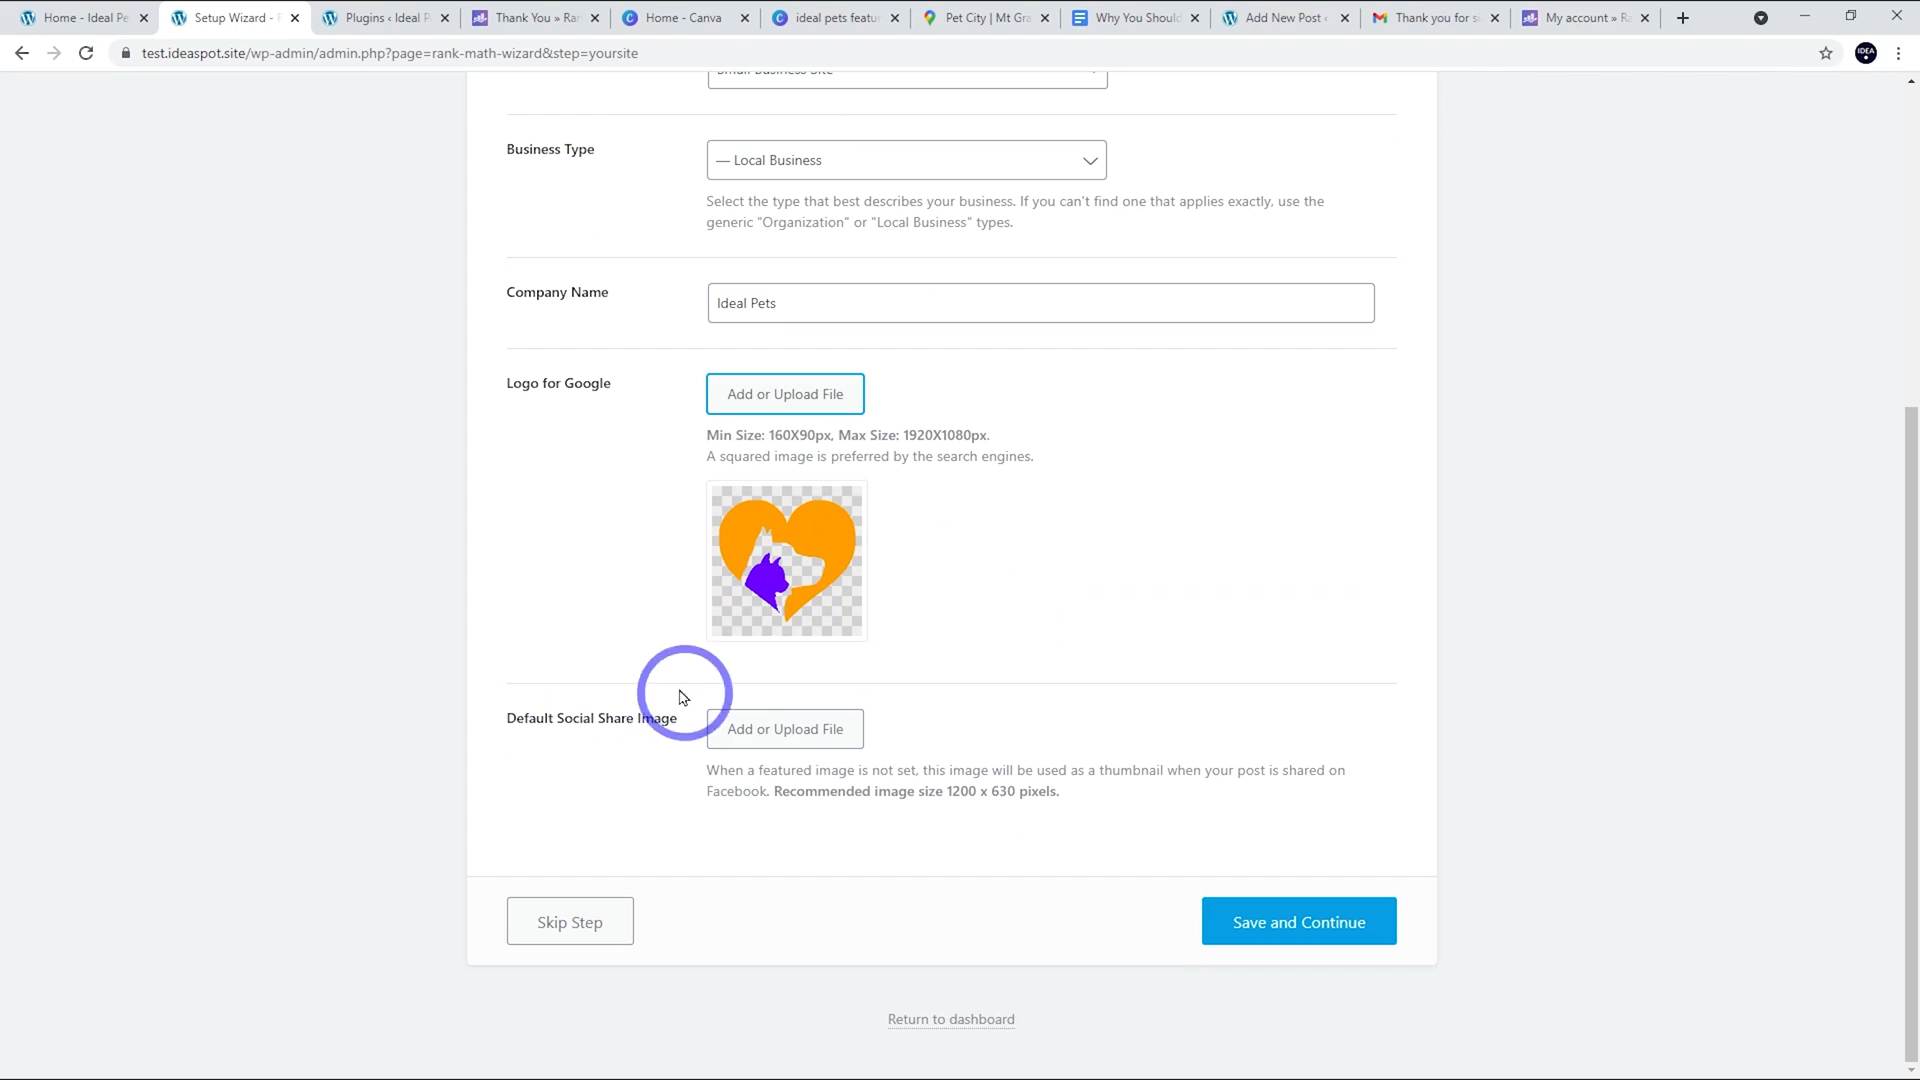 Home - Ideal Pe
Setup Wizard -
Plugins ‹ Ideal P
Thank You » Ran
Home - Canva
ideal pets featur
Pet City | Mt Gra
Why You Should
Add New Post ‹
Thank you for s
My account » Ra
test.ideaspot.site/wp-admin/admin.php?page=rank-math-wizard&step=yoursite
IDEA
Small Business Site
Business Type
— Local Business
Select the type that best describes your business. If you can't find one that applies exactly, use the
generic "Organization" or "Local Business" types.
Company Name
Ideal Pets
Logo for Google
Add or Upload File
Min Size: 160X90px, Max Size: 1920X1080px.
A squared image is preferred by the search engines.
Default Social Share Image
Add or Upload File
When a featured image is not set, this image will be used as a thumbnail when your post is shared on
Facebook. Recommended image size 1200 x 630 pixels.
Skip Step
Save and Continue
Return to dashboard